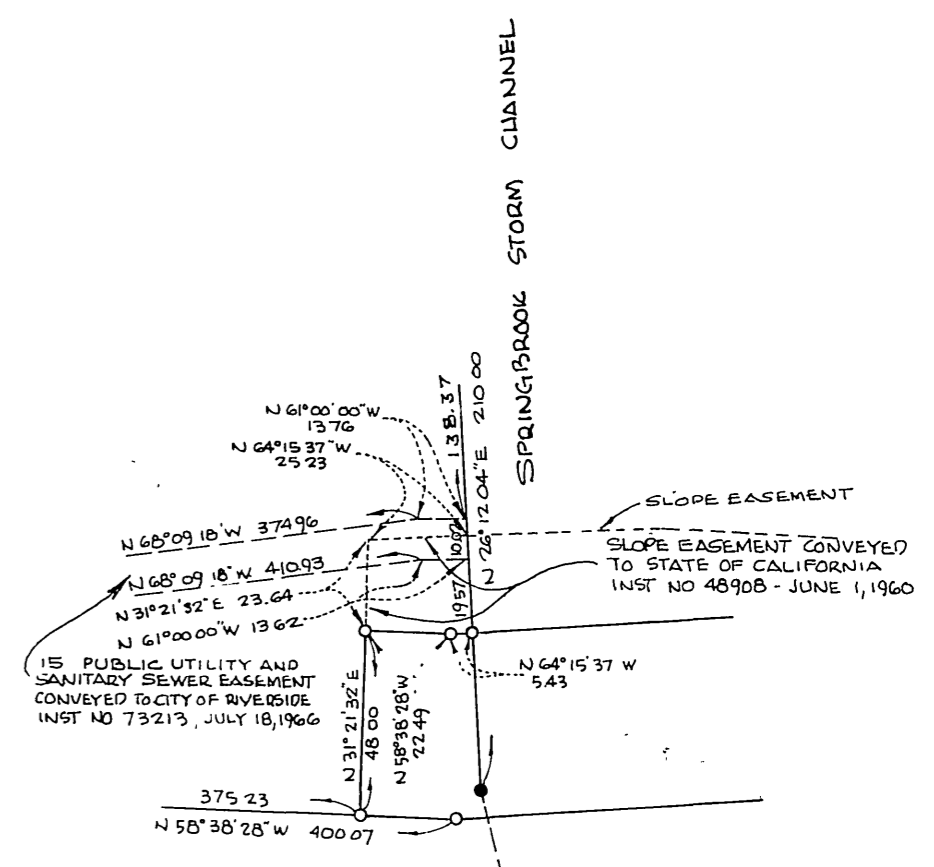 SPRINGBROOK STORM CHANNEL
N 61°00'00"W
13 76
N 64°15 37"W
25 23
138.37
N 26°12 04"E 210 00
SLOPE EASEMENT
N 68°09 18"W 374 96
SLOPE EASEMENT CONVEYED
TO STATE OF CALIFORNIA
INST NO 48908 - JUNE 1, 1960
N 68°09 18"W 410.93
N 31°21'32"E 23.64
19 57
N 61°00 00"W 13 62
15 PUBLIC UTILITY AND
SANITARY SEWER EASEMENT
CONVEYED TO CITY OF RIVERSIDE
INST NO 73213, JULY 18, 1966
N 64°15'37 W
5.43
N 31°21'32"E
48 00
N 58°38'28"W
22.49
375 23
N 58°38'28"W 400 07